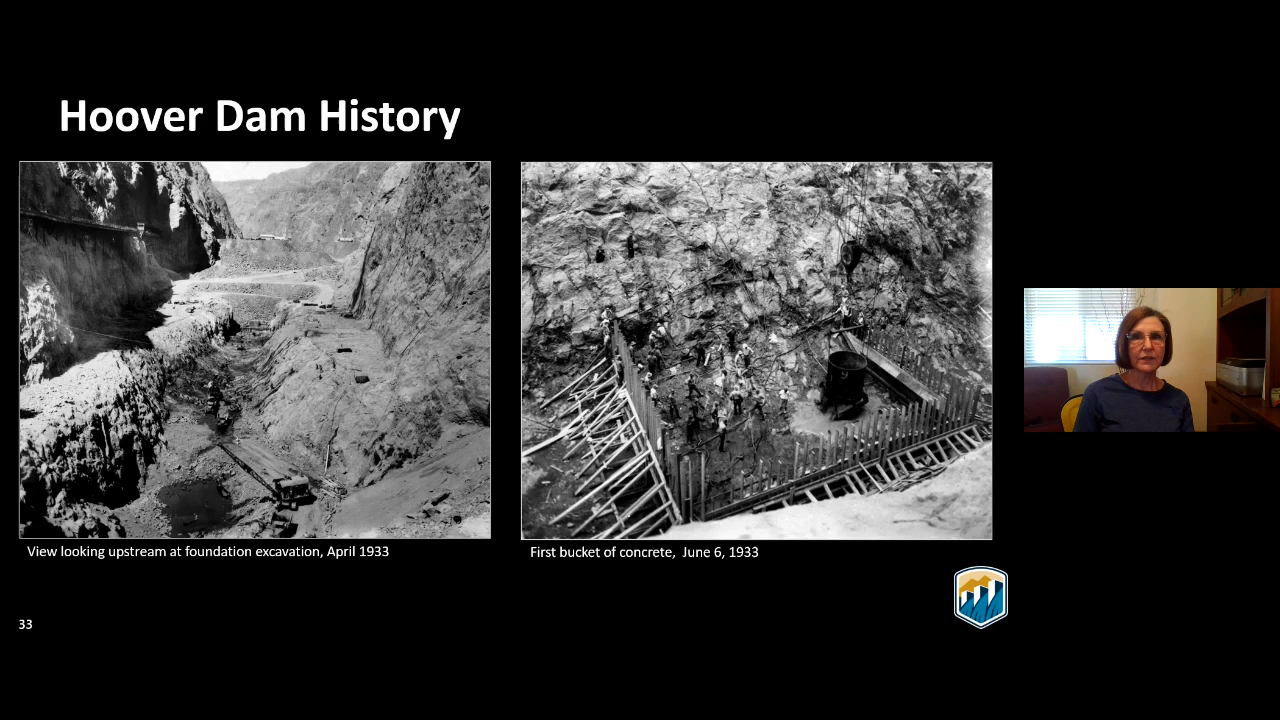 Hoover Dam History
View looking upstream at foundation excavation, April 1933
First bucket of concrete,  June 6, 1933
33